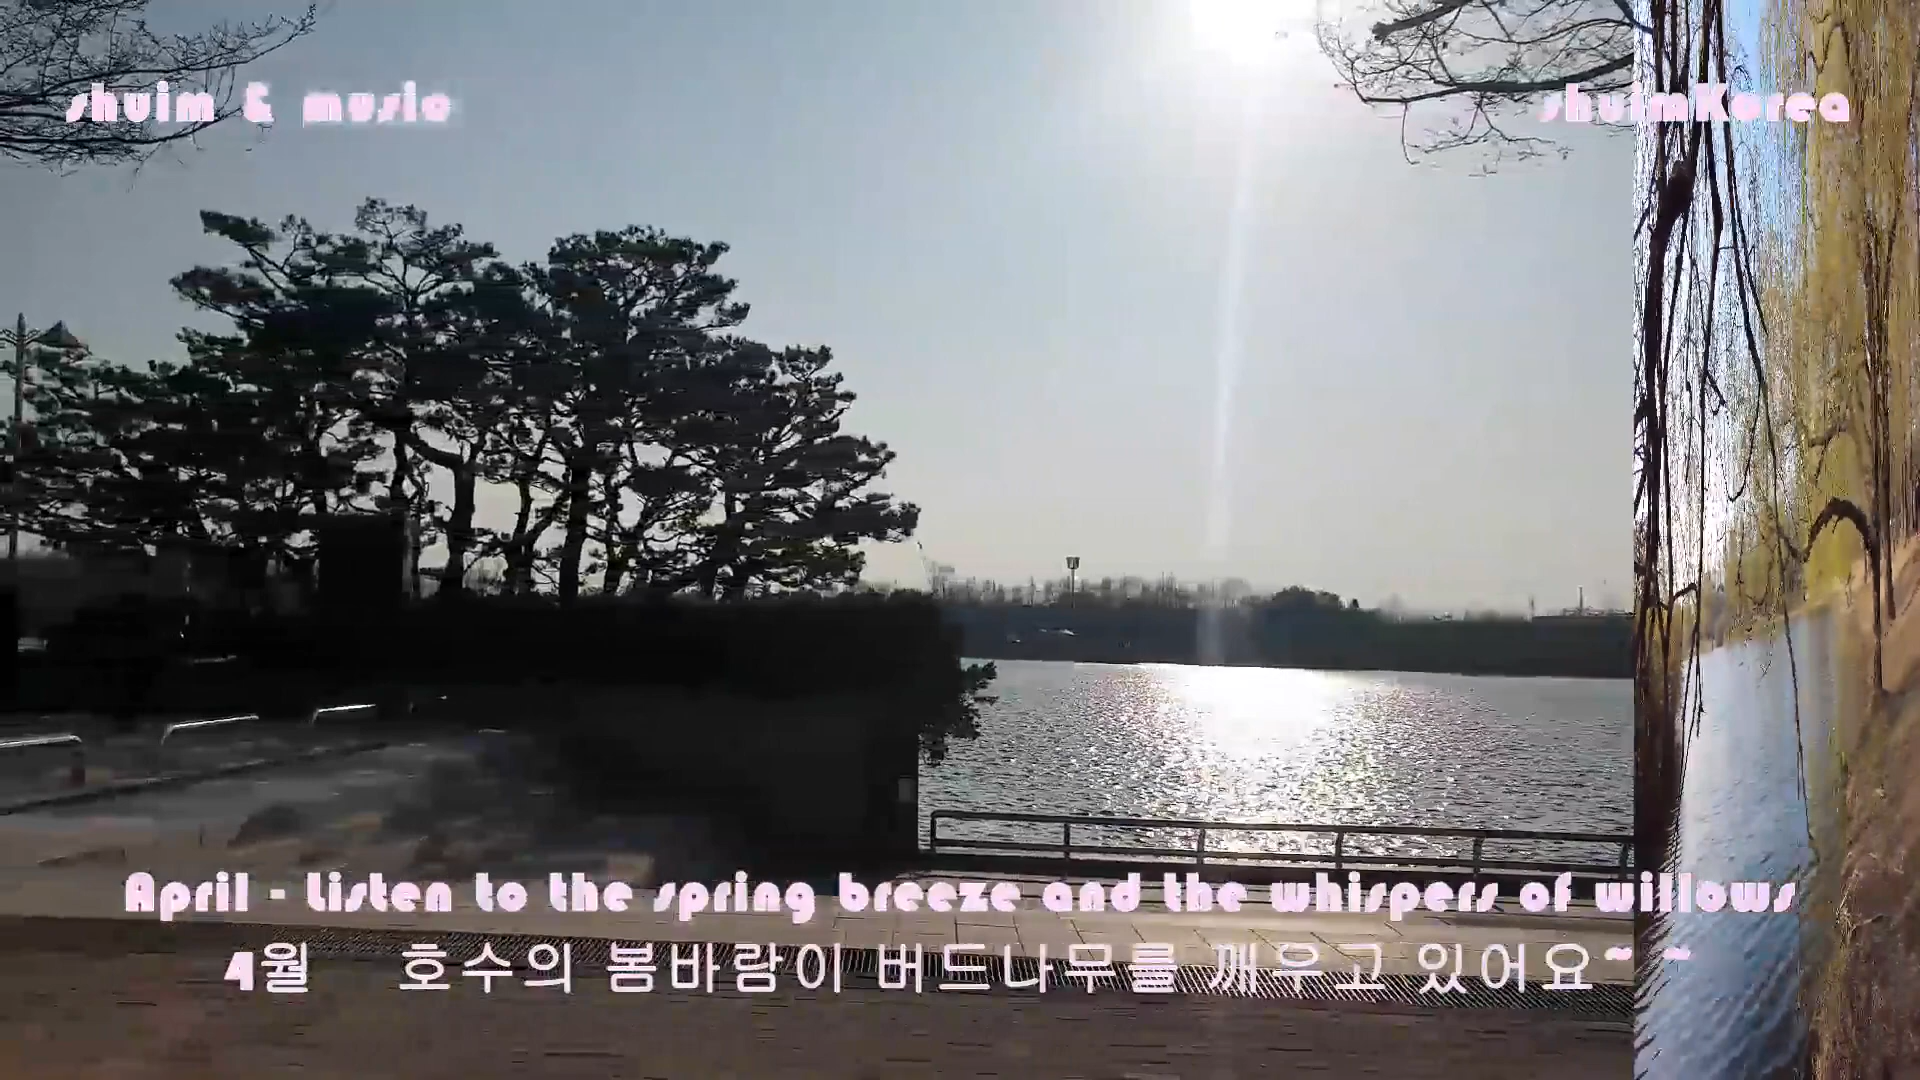 shuim & music
shuimKorea
April - Listen to the spring breeze and the whispers of willows
4월 호수의 봄바람이 버드나무를 깨우고 있어요~ ~